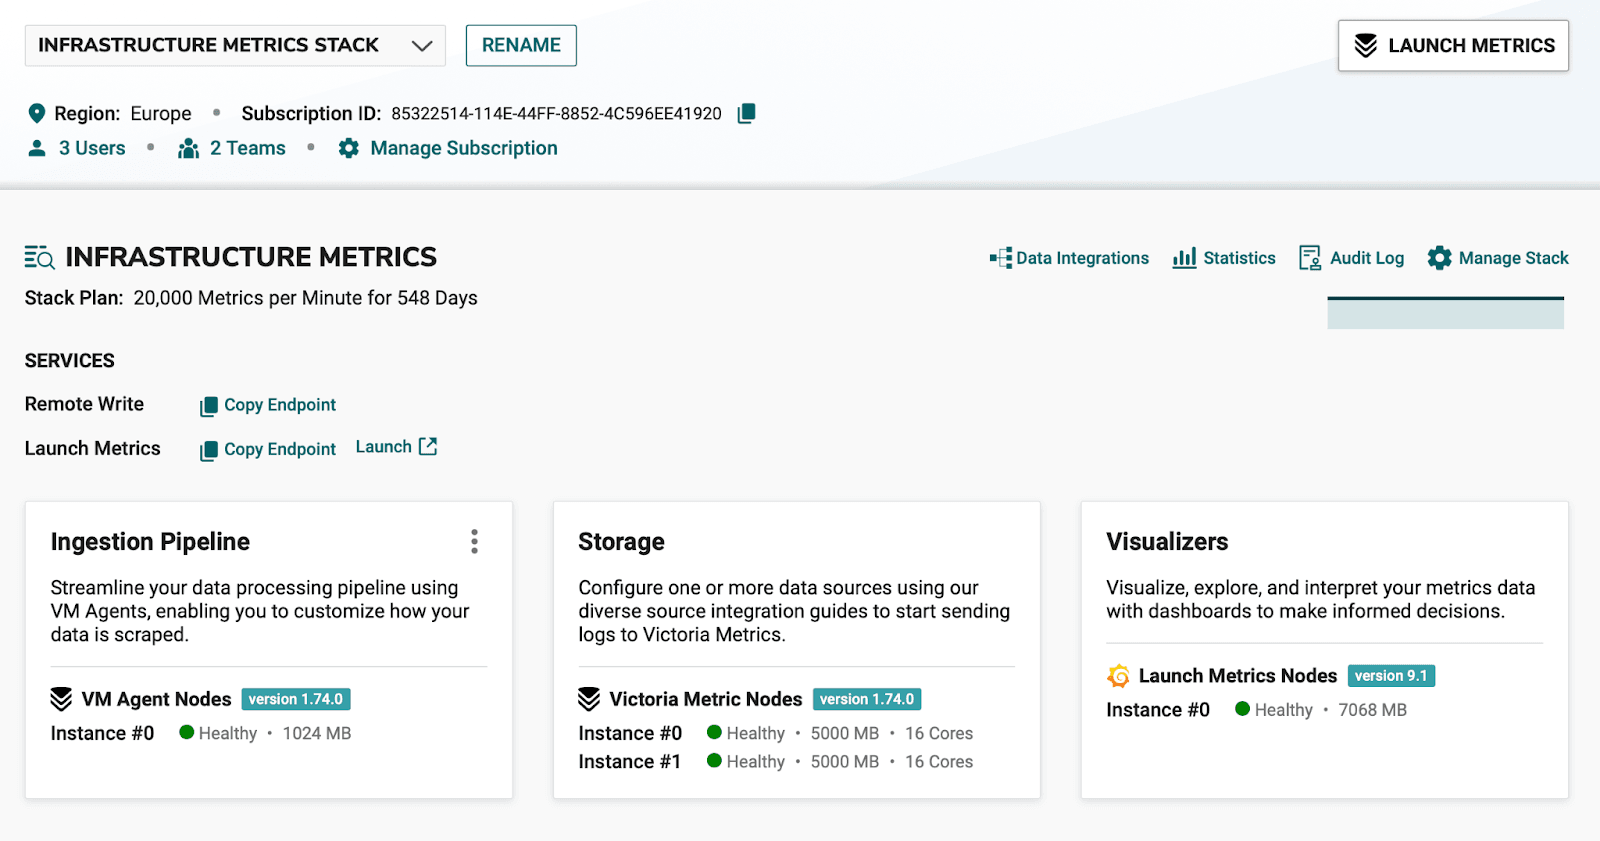 INFRASTRUCTURE METRICS STACK
RENAME
LAUNCH METRICS
Region: Europe • Subscription ID: 85322514-114E-44FF-8852-4C596EE41920
3 Users • 2 Teams • Manage Subscription
INFRASTRUCTURE METRICS
Data Integrations
Statistics
Audit Log
Manage Stack
Stack Plan: 20,000 Metrics per Minute for 548 Days
SERVICES
Remote Write Copy Endpoint
Launch Metrics Copy Endpoint Launch
Ingestion Pipeline
Streamline your data processing pipeline using
VM Agents, enabling you to customize how your
data is scraped.
VM Agent Nodes version 1.74.0
Instance #0 Healthy • 1024 MB
Storage
Configure one or more data sources using our
diverse source integration guides to start sending
logs to Victoria Metrics.
Victoria Metric Nodes version 1.74.0
Instance #0 Healthy • 5000 MB • 16 Cores
Instance #1 Healthy • 5000 MB • 16 Cores
Visualizers
Visualize, explore, and interpret your metrics data
with dashboards to make informed decisions.
Launch Metrics Nodes version 9.1
Instance #0 Healthy • 7068 MB